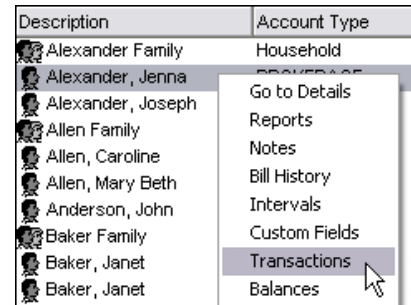 Description Account Type
Alexander Family Household
Alexander, Jenna BROKERAGE
Alexander, Joseph Go to Details
Allen Family Reports
Allen, Caroline Notes
Allen, Mary Beth Bill History
Anderson, John Intervals
Baker Family Custom Fields
Baker, Janet Transactions
Baker, Janet Balances